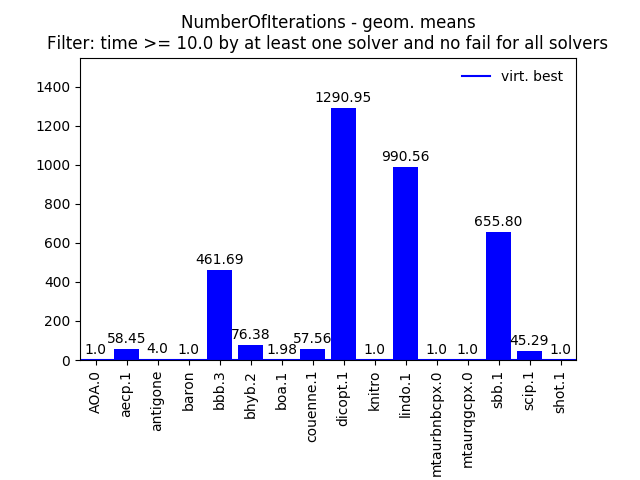 NumberOfIterations - geom. means
Filter: time >= 10.0 by at least one solver and no fail for all solvers
virt. best
1400
1200
1000
800
600
400
200
0
1.0
58.45
4.0
1.0
461.69
76.38
1.98
57.56
1290.95
1.0
990.56
1.0
1.0
655.80
45.29
1.0
AOA.0
aecp.1
antigone
baron
bbb.3
bhyb.2
boa.1
couenne.1
dicopt.1
knitro
lindo.1
mtaurbnbcpx.0
mtaurqgcpx.0
sbb.1
scip.1
shot.1